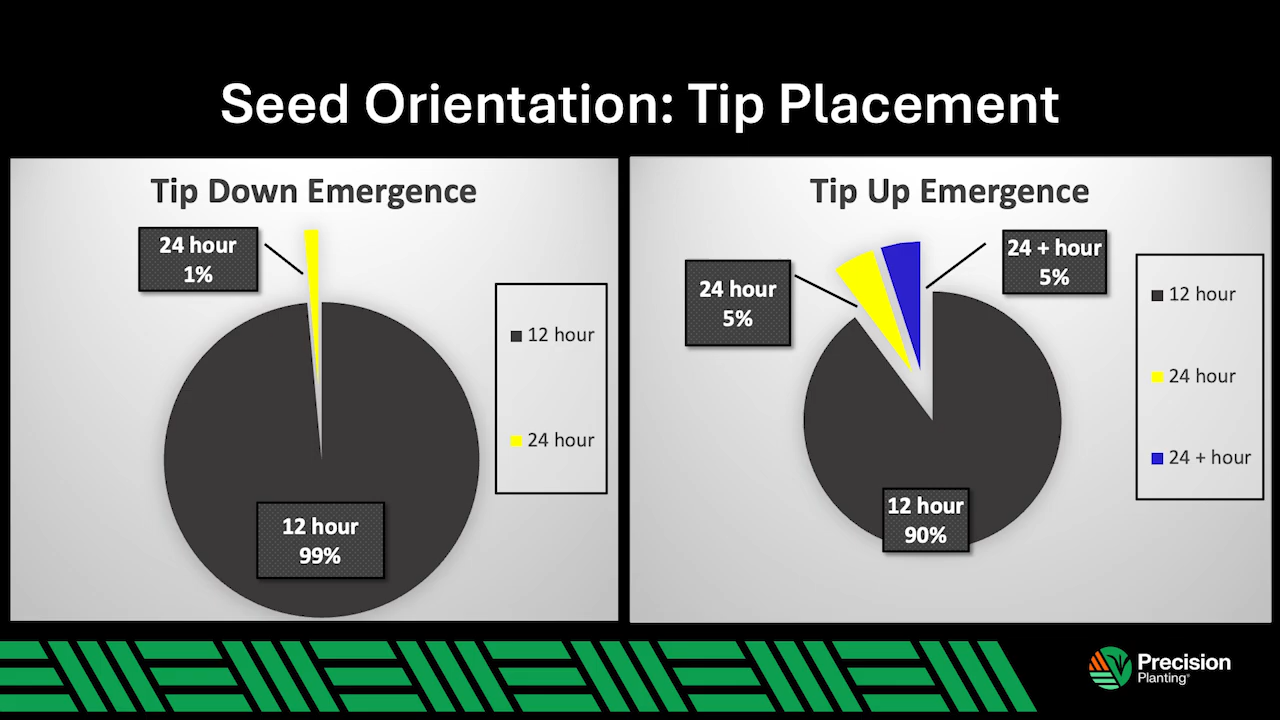 Seed Orientation: Tip Placement
Tip Down Emergence
24 hour
1%
12 hour
99%
12 hour
24 hour
Tip Up Emergence
24 hour
5%
24 + hour
5%
12 hour
90%
12 hour
24 hour
24 + hour
Precision
Planting®